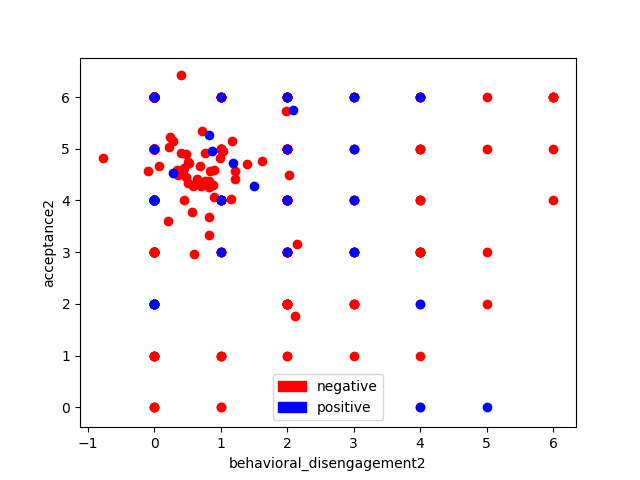 acceptance2
6
5
4
3
2
1
0
negative
positive
−1 0 1 2 3 4 5 6
behavioral_disengagement2